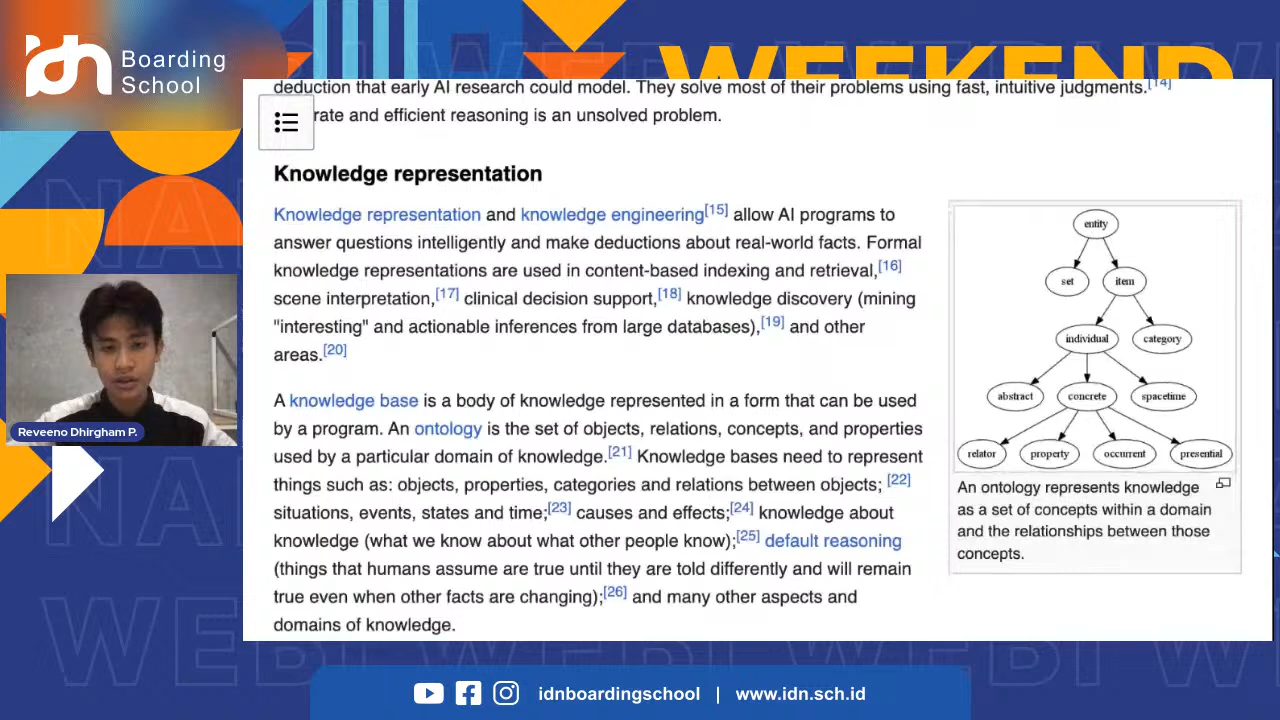 idn Boarding
School
WEEKEND
deduction that early AI research could model. They solve most of their problems using fast, intuitive judgments.[14]
rate and efficient reasoning is an unsolved problem.
Knowledge representation
Knowledge representation and knowledge engineering[15] allow AI programs to
answer questions intelligently and make deductions about real-world facts. Formal
knowledge representations are used in content-based indexing and retrieval,[16]
scene interpretation,[17] clinical decision support,[18] knowledge discovery (mining
"interesting" and actionable inferences from large databases),[19] and other
areas.[20]
A knowledge base is a body of knowledge represented in a form that can be used
by a program. An ontology is the set of objects, relations, concepts, and properties
used by a particular domain of knowledge.[21] Knowledge bases need to represent
things such as: objects, properties, categories and relations between objects; [22]
situations, events, states and time;[23] causes and effects;[24] knowledge about
knowledge (what we know about what other people know);[25] default reasoning
(things that humans assume are true until they are told differently and will remain
true even when other facts are changing);[26] and many other aspects and
domains of knowledge.
entity
set item
individual category
abstract concrete spacetime
relator property occurrent presential
An ontology represents knowledge
as a set of concepts within a domain
and the relationships between those
concepts.
Reveeno Dhirgham P.
idnboardingschool | www.idn.sch.id